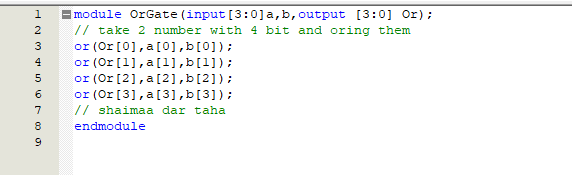 1 module OrGate(input[3:0]a,b,output [3:0] Or);
2 // take 2 number with 4 bit and oring them
3 or(Or[0],a[0],b[0]);
4 or(Or[1],a[1],b[1]);
5 or(Or[2],a[2],b[2]);
6 or(Or[3],a[3],b[3]);
7 // shaimaa dar taha
8 endmodule
9